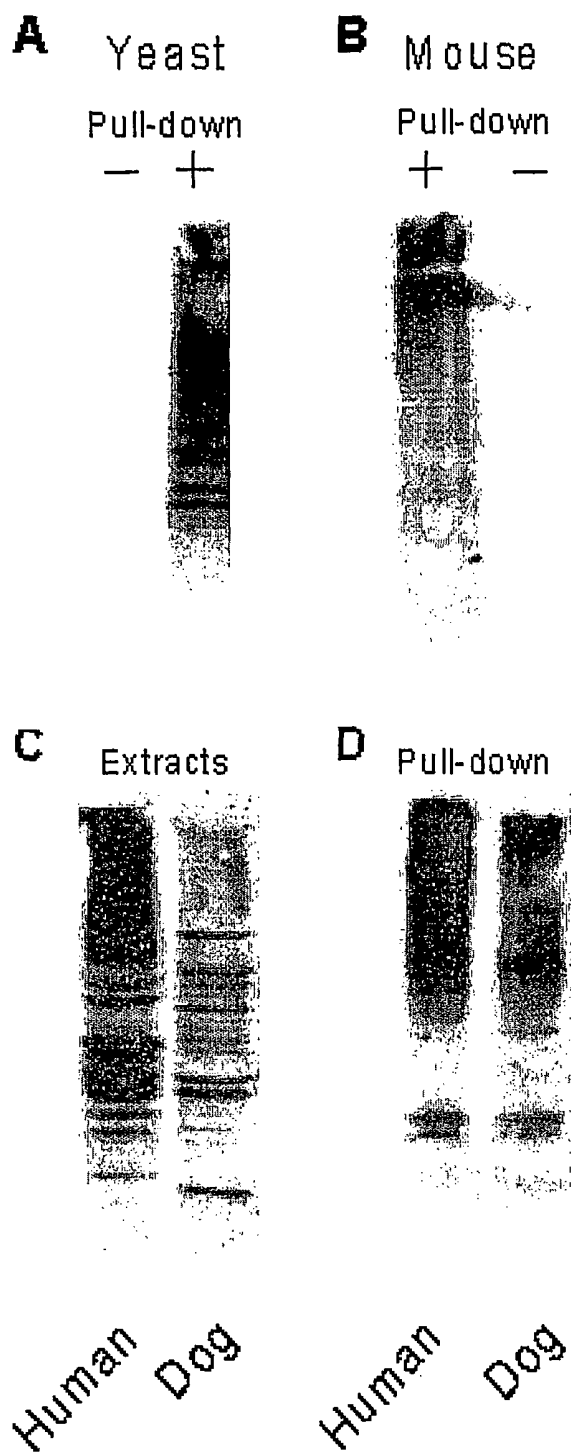 A Yeast B Mouse
Pull-down Pull-down
− + + −
C Extracts D Pull-down
Human Dog Human Dog